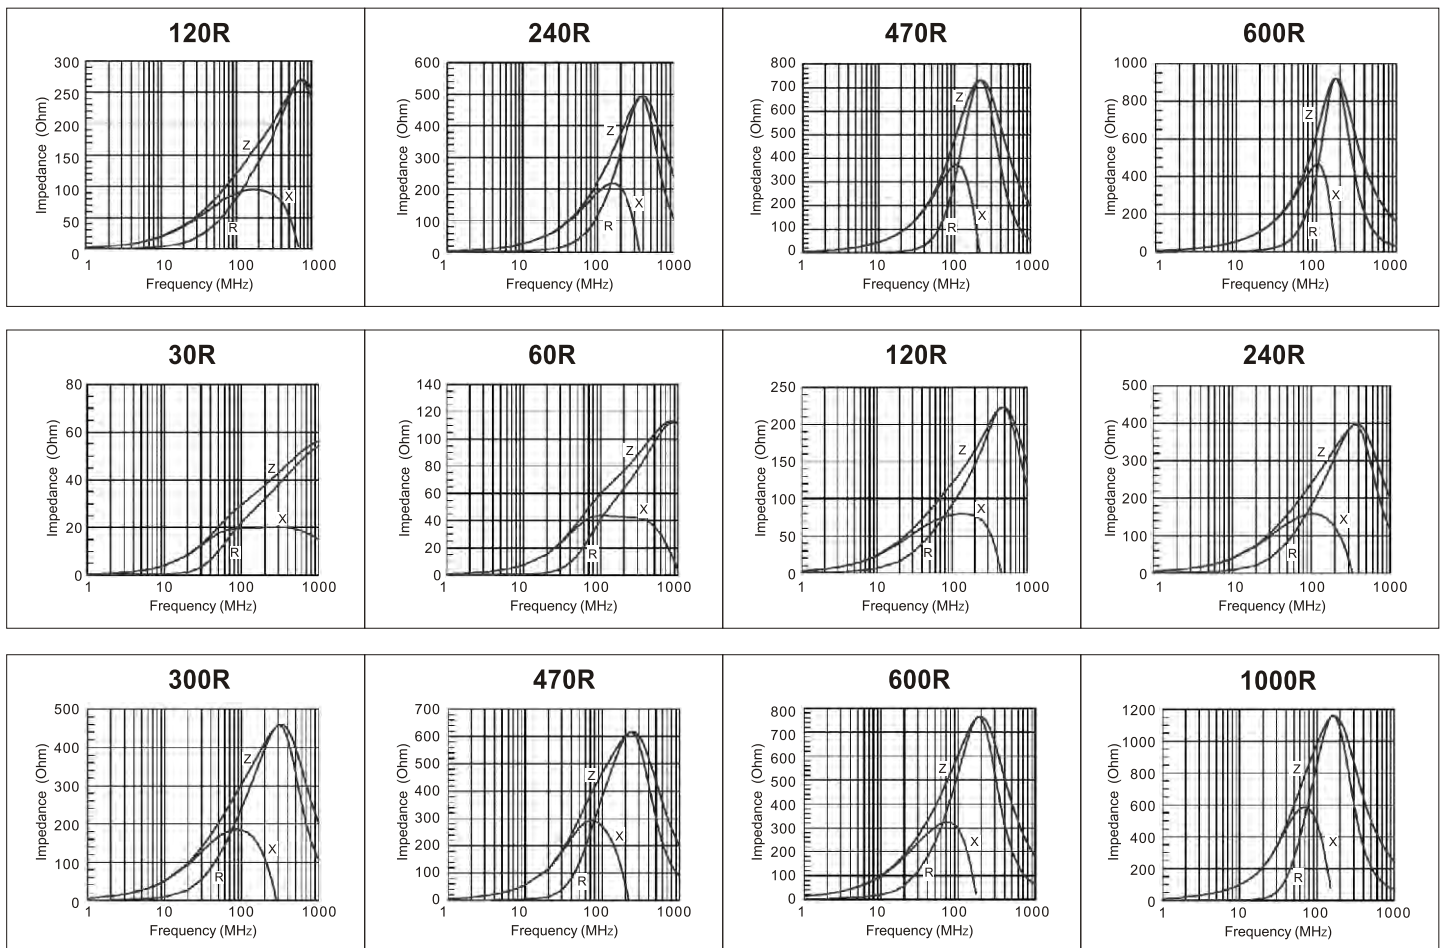 120R
300
250
200
150
100
50
0
Impedance (Ohm)
Z
X
R
1 10 100 1000
Frequency (MHz)
240R
600
500
400
300
200
100
0
Impedance (Ohm)
Z
X
R
1 10 100 1000
Frequency (MHz)
470R
800
700
600
500
400
300
200
100
0
Impedance (Ohm)
Z
X
R
1 10 100 1000
Frequency (MHz)
600R
1000
800
600
400
200
0
Impedance (Ohm)
Z
X
R
1 10 100 1000
Frequency (MHz)
30R
80
60
40
20
0
Impedance (Ohm)
Z
X
R
1 10 100 1000
Frequency (MHz)
60R
140
120
100
80
60
40
20
0
Impedance (Ohm)
Z
X
R
1 10 100 1000
Frequency (MHz)
120R
250
200
150
100
50
0
Impedance (Ohm)
Z
X
R
1 10 100 1000
Frequency (MHz)
240R
500
400
300
200
100
0
Impedance (Ohm)
Z
X
R
1 10 100 1000
Frequency (MHz)
300R
500
400
300
200
100
0
Impedance (Ohm)
Z
X
R
1 10 100 1000
Frequency (MHz)
470R
700
600
500
400
300
200
100
0
Impedance (Ohm)
Z
X
R
1 10 100 1000
Frequency (MHz)
600R
800
700
600
500
400
300
200
100
0
Impedance (Ohm)
Z
X
R
1 10 100 1000
Frequency (MHz)
1000R
1200
1000
800
600
400
200
0
Impedance (Ohm)
Z
X
R
1 10 100 1000
Frequency (MHz)